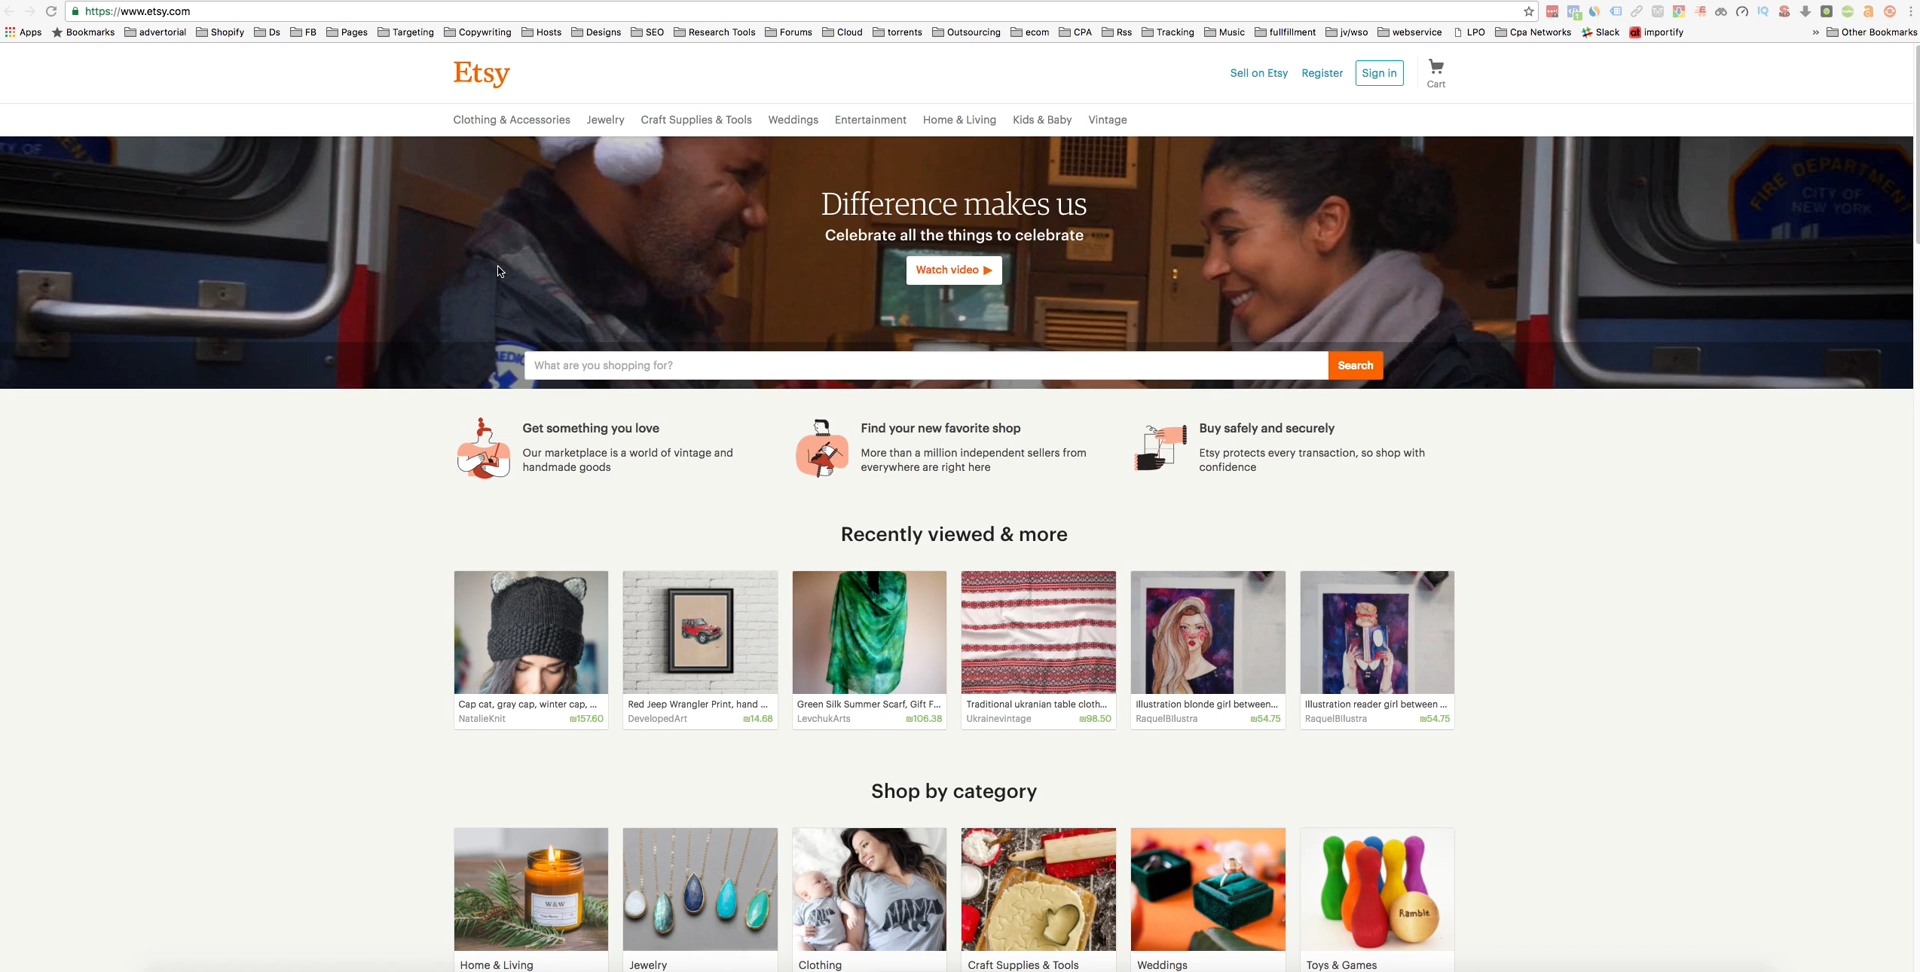 https://www.etsy.com
Apps Bookmarks advertorial Shopify Ds FB Pages Targeting Copywriting Hosts Designs SEO Research Tools Forums Cloud torrents Outsourcing ecom CPA Rss Tracking Music fullfillment jv/wso webservice LPO Cpa Networks Slack importify » Other Bookmarks
Etsy
Sell on Etsy Register Sign in Cart
Clothing & Accessories Jewelry Craft Supplies & Tools Weddings Entertainment Home & Living Kids & Baby Vintage
FIRE DEPARTMENT
CITY OF
NEW YORK
Difference makes us
Celebrate all the things to celebrate
Watch video
What are you shopping for? Search
Get something you love
Our marketplace is a world of vintage and
handmade goods
Find your new favorite shop
More than a million independent sellers from
everywhere are right here
Buy safely and securely
Etsy protects every transaction, so shop with
confidence
Recently viewed & more
Cap cat, gray cap, winter cap, ...
NatalieKnit ₪157.60
Red Jeep Wrangler Print, hand ...
DevelopedArt ₪14.68
Green Silk Summer Scarf, Gift F...
LevchukArts ₪106.38
Traditional ukranian table cloth...
Ukrainevintage ₪98.50
Illustration blonde girl between...
RaquelBilustra ₪54.75
Illustration reader girl between ...
RaquelBilustra ₪54.75
Shop by category
W&W
Ramble
Home & Living
Jewelry
Clothing
Craft Supplies & Tools
Weddings
Toys & Games